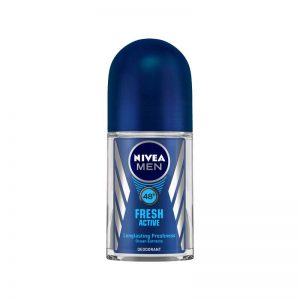 NIVEA
MEN
48h
FRESH
ACTIVE
Longlasting Freshness
Ocean Extracts
DEODORANT